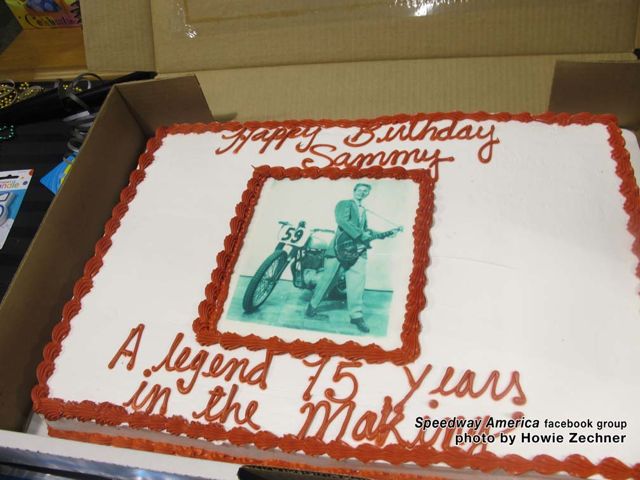 Happy Birthday
Sammy
59
A legend 75 years
in the Making!
Speedway America facebook group
photo by Howie Zechner